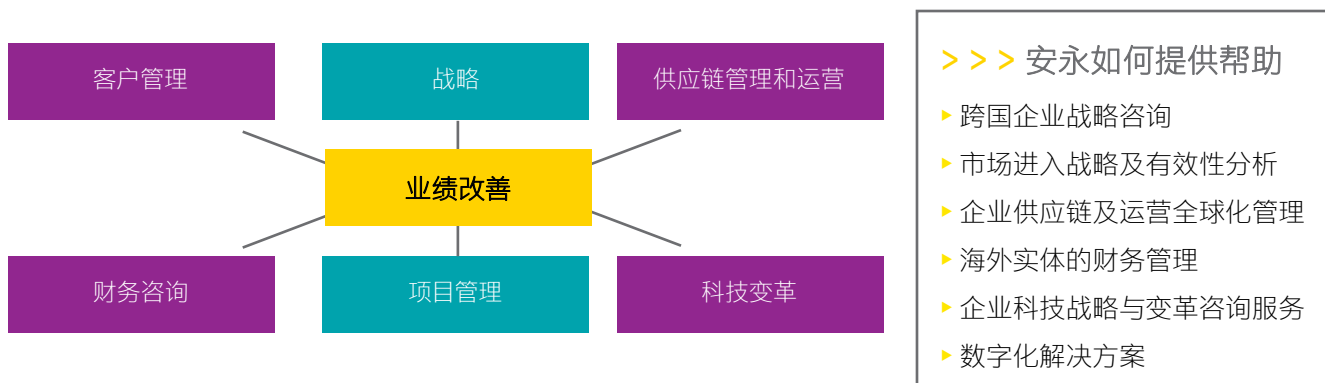 客户管理
战略
供应链管理和运营
业绩改善
财务咨询
项目管理
科技变革
> > > 安永如何提供帮助
跨国企业战略咨询
市场进入战略及有效性分析
企业供应链及运营全球化管理
海外实体的财务管理
企业科技战略与变革咨询服务
数字化解决方案